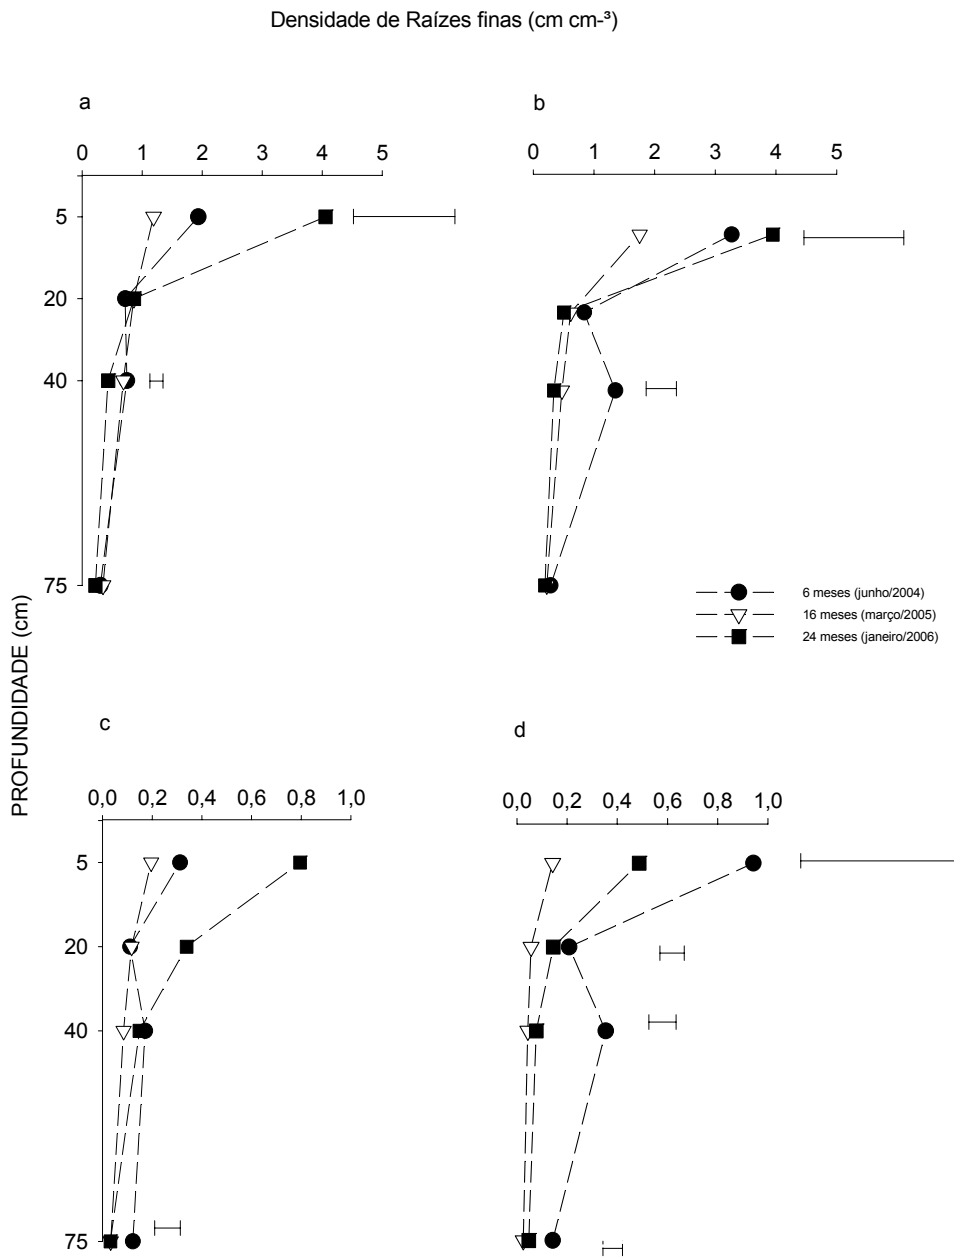 Densidade de Raízes finas (cm cm-³)
a
b
0 1 2 3 4 5
0 1 2 3 4 5
5
20
40
75
6 meses (junho/2004)
16 meses (março/2005)
24 meses (janeiro/2006)
PROFUNDIDADE (cm)
c
d
0,0 0,2 0,4 0,6 0,8 1,0
0,0 0,2 0,4 0,6 0,8 1,0
5
20
40
75